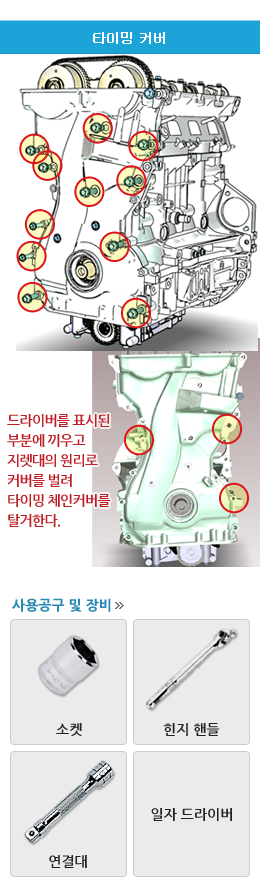 타이밍 커버
드라이버를 표시된
부분에 끼우고
지렛대의 원리로
커버를 벌려
타이밍 체인커버를
탈거한다.
사용공구 및 장비 »
소켓
힌지 핸들
연결대
일자 드라이버